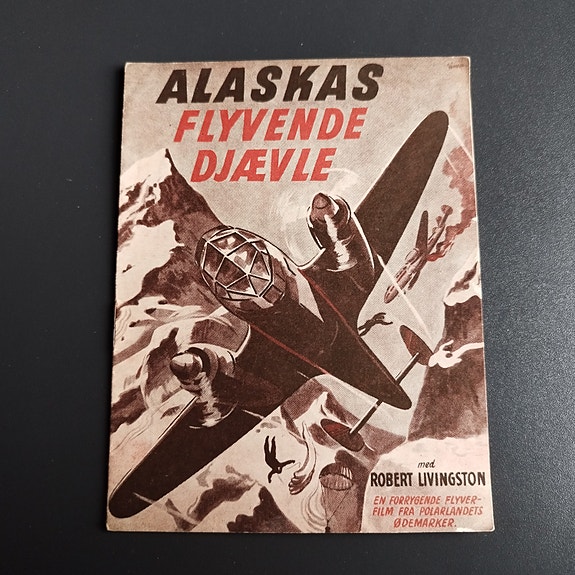 ALASKAS
FLYVENDE
DJÆVLE
med
ROBERT LIVINGSTON
EN FORRYGENDE FLYVER-
FILM FRA POLARLANDETS
ØDEMARKER.